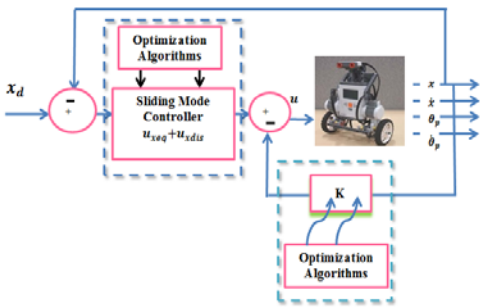 Optimization
Algorithms
x_d
−
+
Sliding Mode
Controller
u_xeq+u_xdis
+
−
u
x
ẋ
θ_p
θ̇_p
K
Optimization
Algorithms